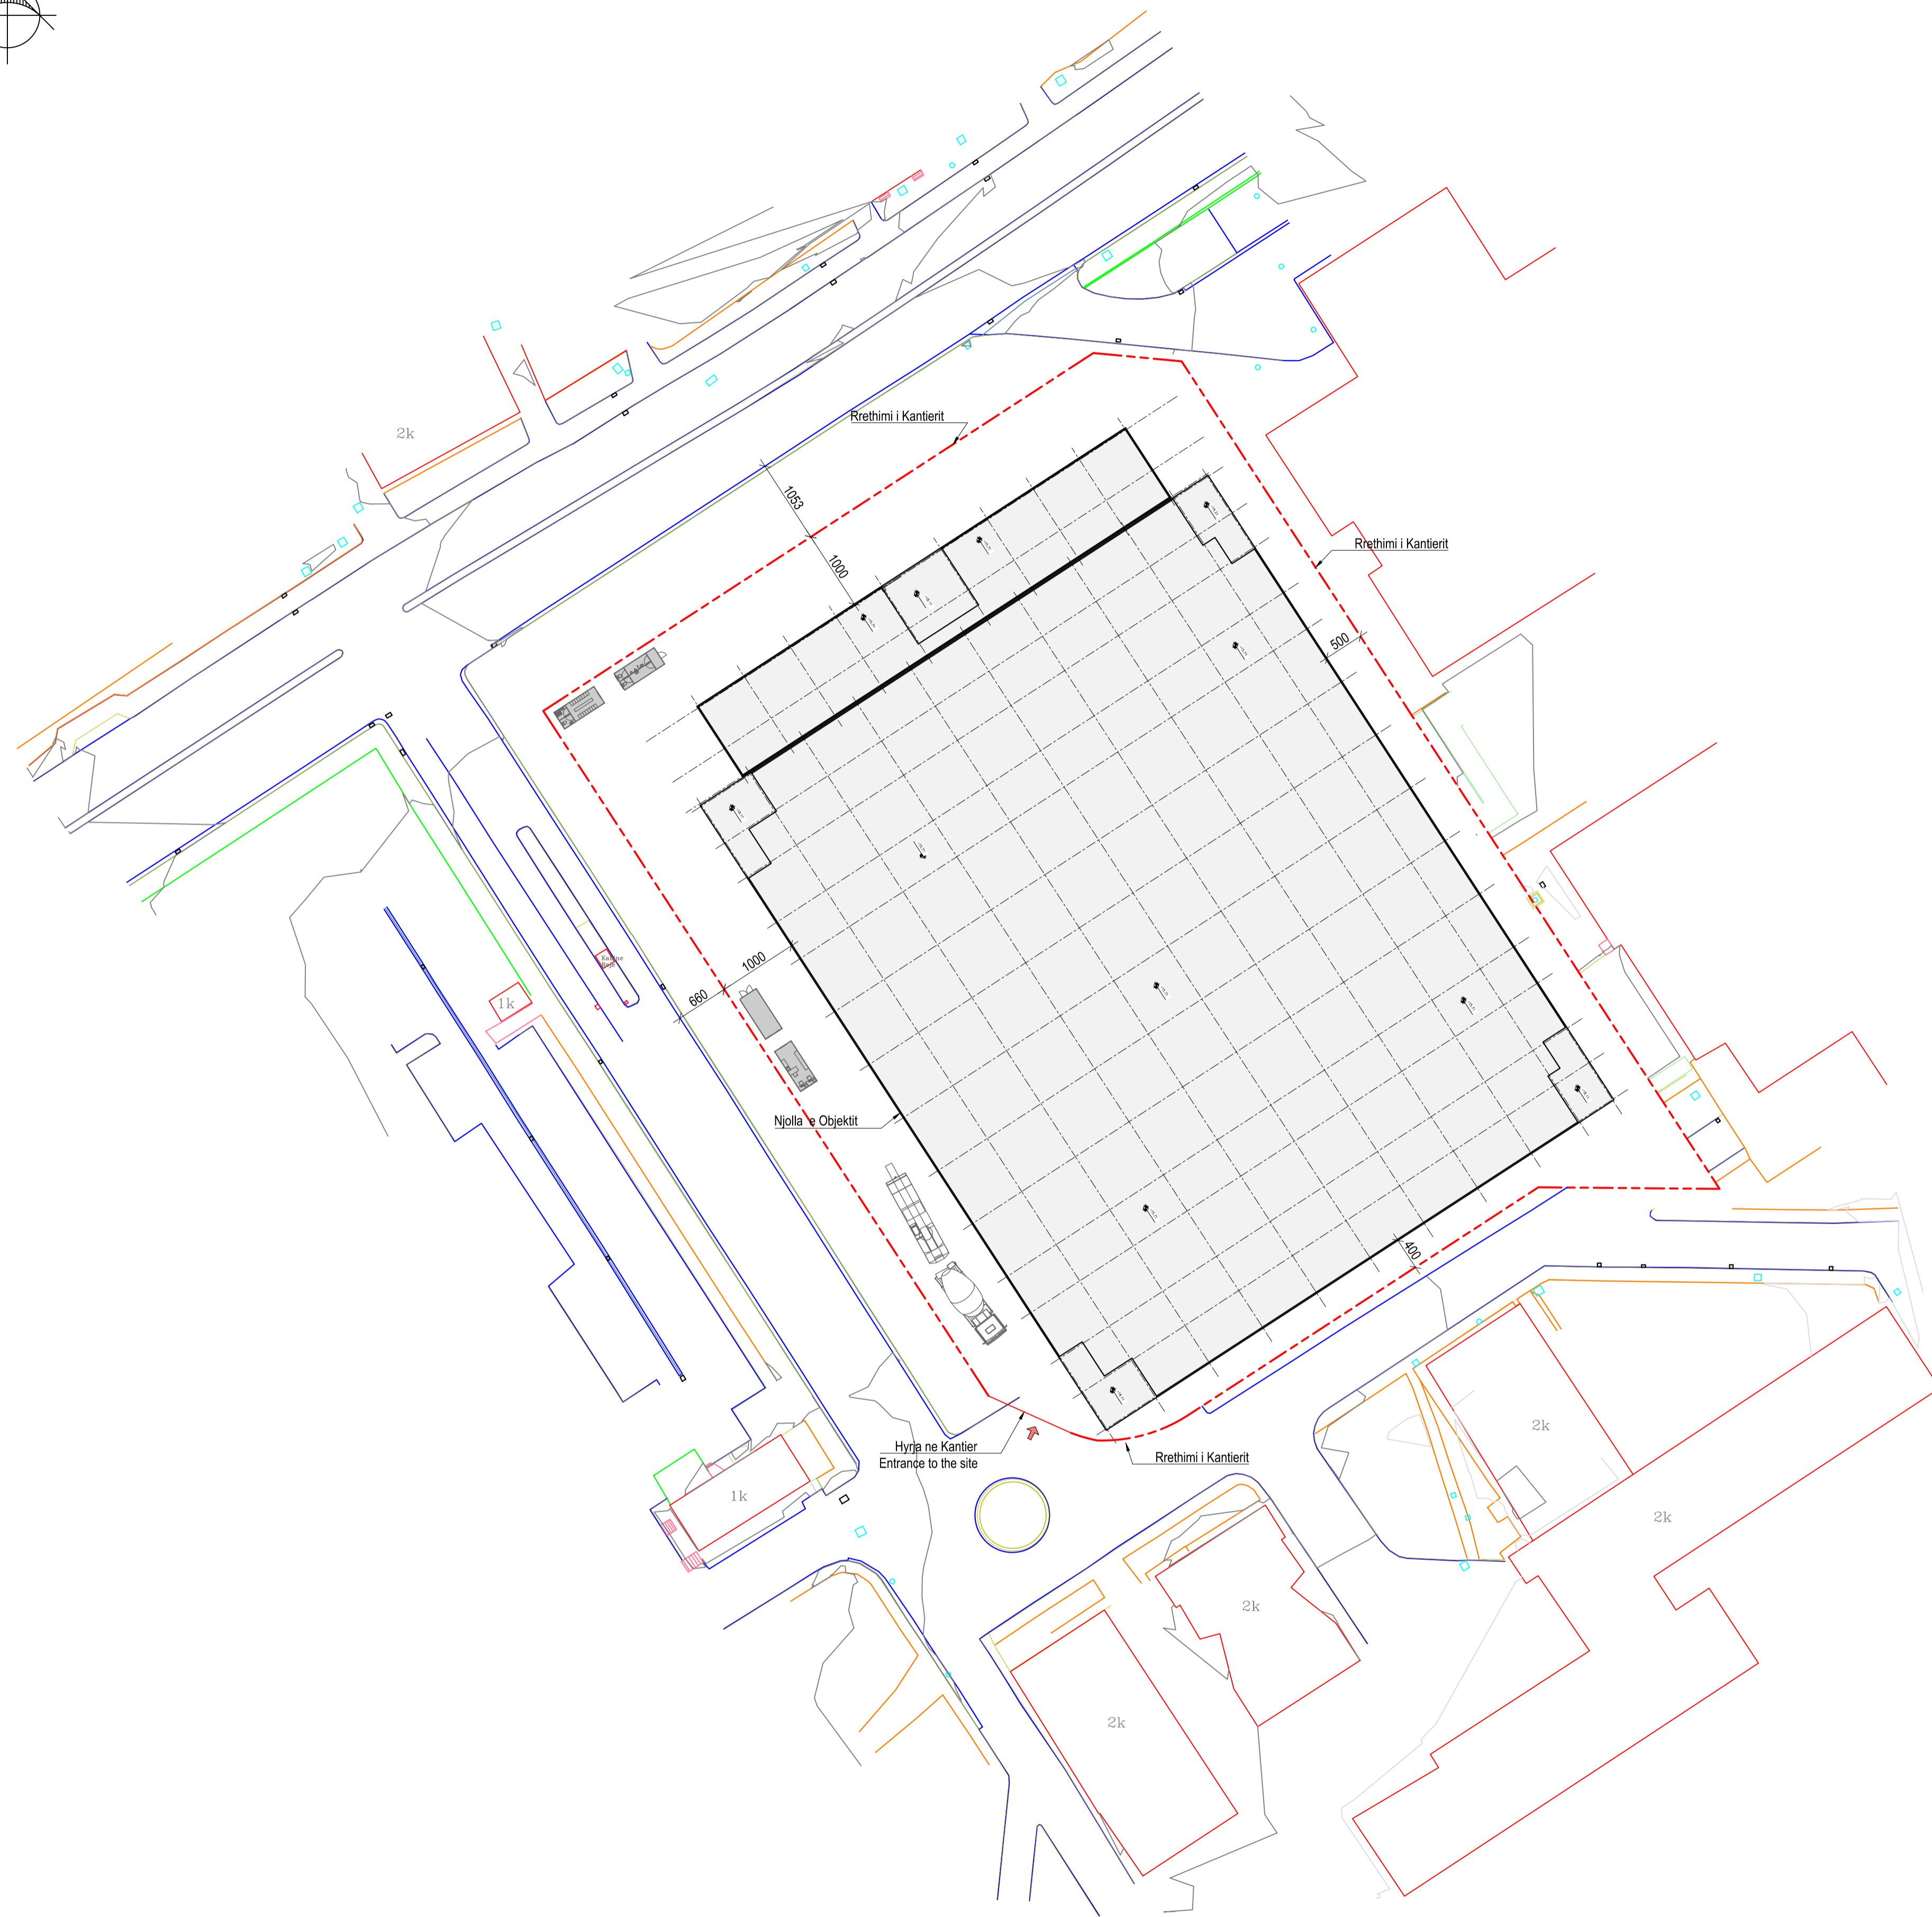 Rrethimi i Kantierit
2k
1053
1000
Rrethimi i Kantierit
500
1000
660
1k
Njolla e Objektit
400
Hyrja ne Kantier
Entrance to the site
Rrethimi i Kantierit
1k
2k
2k
2k
2k